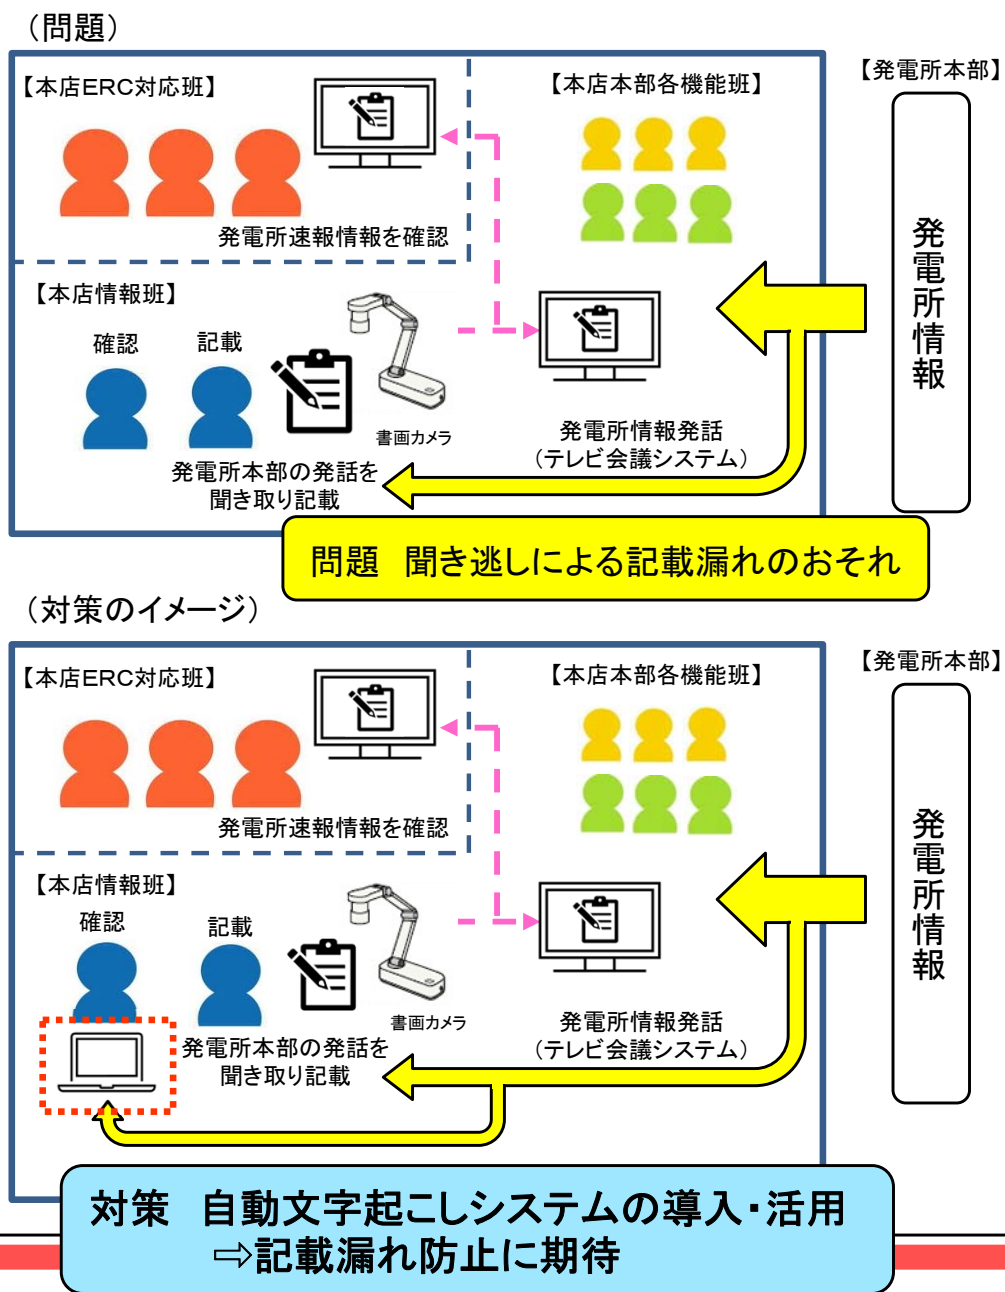 （問題）
【本店ERC対応班】
【本店本部各機能班】
【発電所本部】
発電所速報情報を確認
【本店情報班】
確認
記載
書画カメラ
発電所本部の発話を
聞き取り記載
発電所情報発話
（テレビ会議システム）
発電所情報
問題　聞き逃しによる記載漏れのおそれ
（対策のイメージ）
【本店ERC対応班】
【本店本部各機能班】
【発電所本部】
発電所速報情報を確認
【本店情報班】
確認
記載
書画カメラ
発電所本部の発話を
聞き取り記載
発電所情報発話
（テレビ会議システム）
発電所情報
対策　自動文字起こしシステムの導入・活用
⇨記載漏れ防止に期待